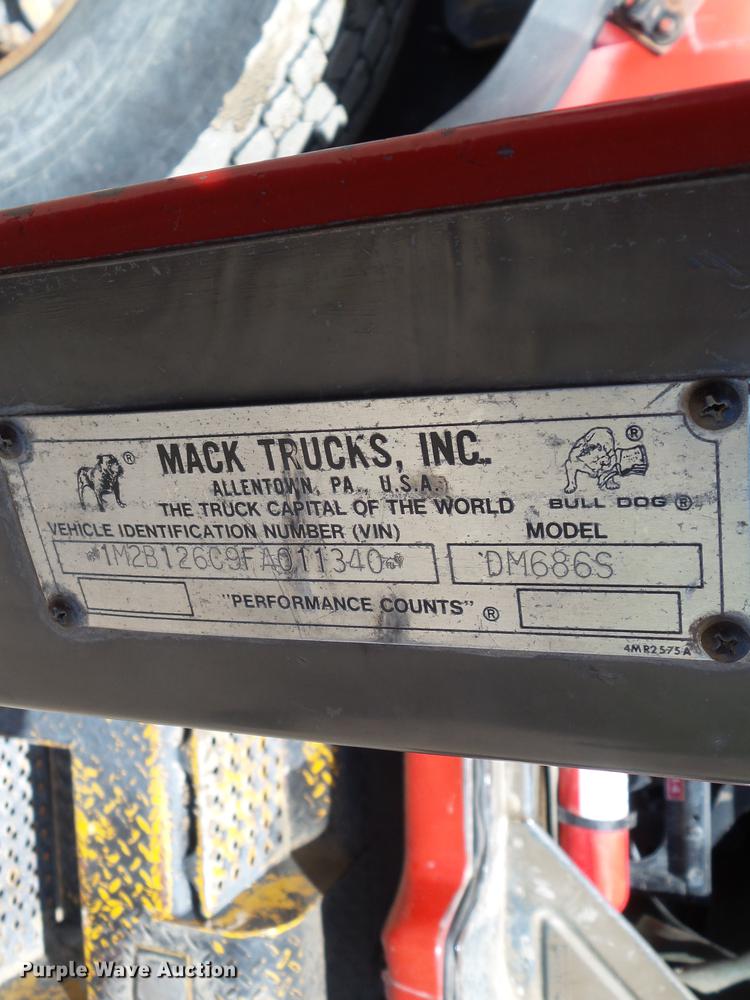 MACK TRUCKS, INC.
ALLENTOWN, PA., U.S.A.
THE TRUCK CAPITAL OF THE WORLD
BULL DOG ®
VEHICLE IDENTIFICATION NUMBER (VIN)
MODEL
1M2B126C9FA011340
DM686S
"PERFORMANCE COUNTS" ®
4MR2575A
Purple Wave Auction